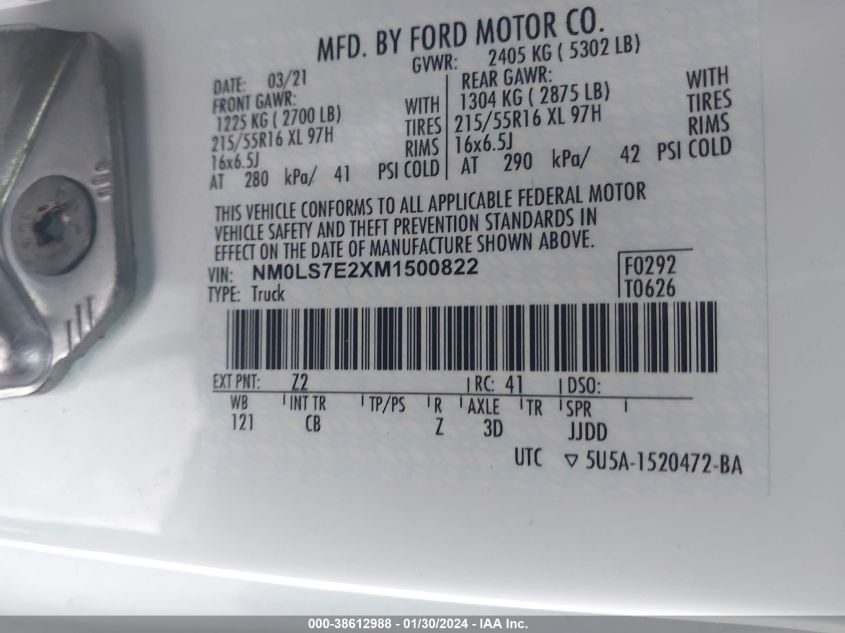 MFD. BY FORD MOTOR CO.
DATE: 03/21 GVWR: 2405 KG ( 5302 LB)
FRONT GAWR:
1225 KG ( 2700 LB) WITH
215/55R16 XL 97H TIRES
16x6.5J RIMS
AT 280 kPa/ 41 PSI COLD
REAR GAWR:
1304 KG ( 2875 LB) WITH
215/55R16 XL 97H TIRES
16x6.5J RIMS
AT 290 kPa/ 42 PSI COLD
THIS VEHICLE CONFORMS TO ALL APPLICABLE FEDERAL MOTOR
VEHICLE SAFETY AND THEFT PREVENTION STANDARDS IN
EFFECT ON THE DATE OF MANUFACTURE SHOWN ABOVE.
VIN: NM0LS7E2XM1500822 F0292
TYPE: Truck T0626
EXT PNT: Z2 RC: 41 DSO:
WB INT TR TP/PS R AXLE TR SPR
121 CB Z 3D JJDD
UTC ▽ 5U5A-1520472-BA
000-38612988 - 01/30/2024 - IAA Inc.